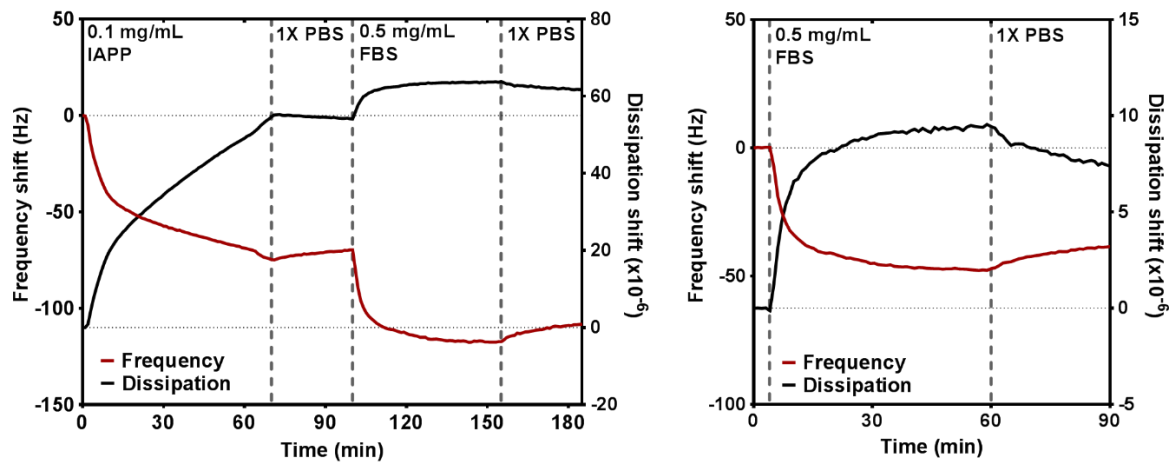 0.1 mg/mL
IAPP
1X PBS
0.5 mg/mL
FBS
1X PBS
50
0
-50
-100
-150
Frequency shift (Hz)
80
60
40
20
0
-20
Dissipation shift (x10-6)
Frequency
Dissipation
0 30 60 90 120 150 180
Time (min)
0.5 mg/mL
FBS
1X PBS
50
0
-50
-100
Frequency shift (Hz)
15
10
5
0
-5
Dissipation shift (x10-6)
Frequency
Dissipation
0 30 60 90
Time (min)